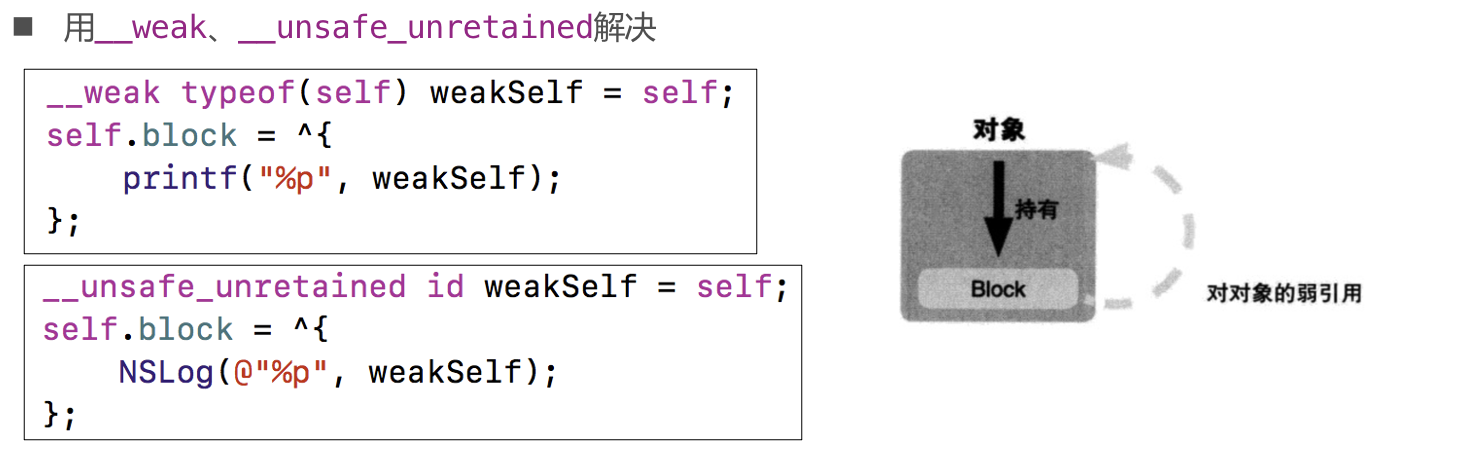 ■ 用__weak、__unsafe_unretained解决
__weak typeof(self) weakSelf = self;
self.block = ^{
    printf("%p", weakSelf);
};
__unsafe_unretained id weakSelf = self;
self.block = ^{
    NSLog(@"%p", weakSelf);
};
对象
持有
Block
对对象的弱引用